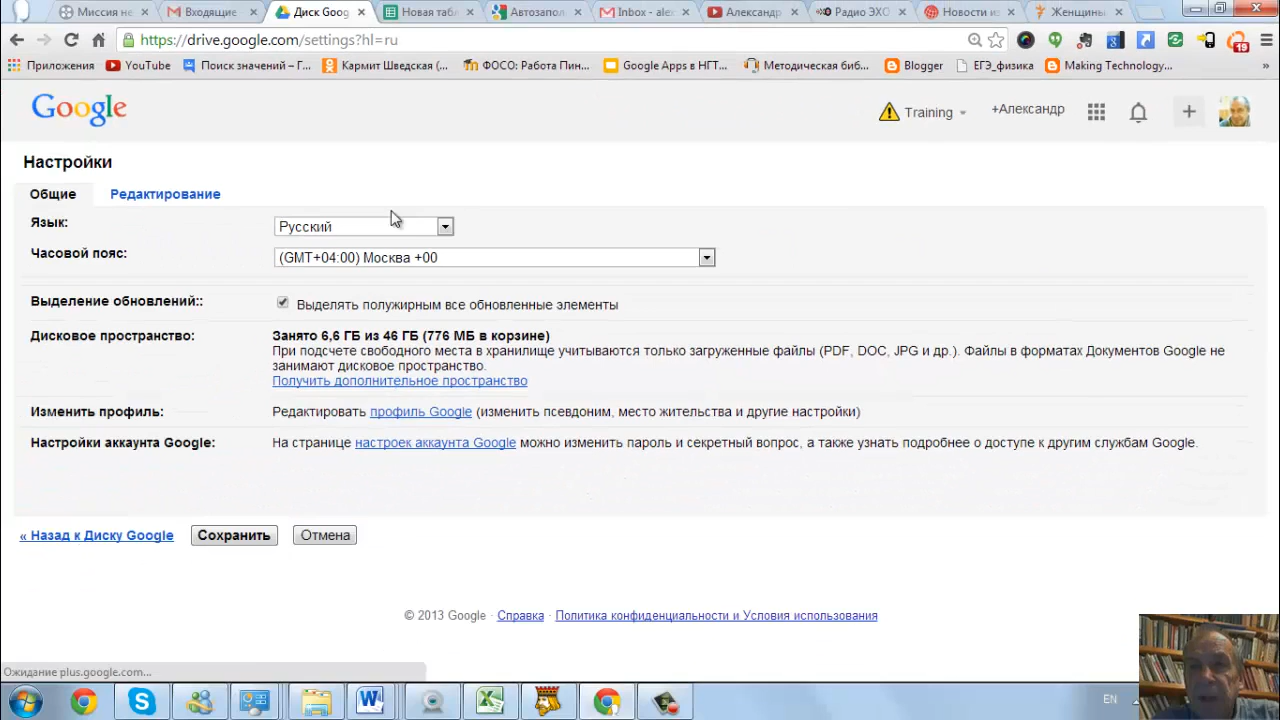 Миссия не
Входящие
Диск Goog
Новая таб
Автозапол
Inbox - ale
Александр
Радио ЭХО
Новости из
Женщины
https://drive.google.com/settings?hl=ru
Приложения
YouTube
Поиск значений – Г...
Кармит Шведская (...
ФОСО: Работа Пин...
Google Apps в НГТ...
Методическая биб...
Blogger
ЕГЭ_физика
Making Technology...
»
19
Google
Training
+Александр
Настройки
Общие
Редактирование
Язык:
Русский
Часовой пояс:
(GMT+04:00) Москва +00
Выделение обновлений::
Выделять полужирным все обновленные элементы
Дисковое пространство:
Занято 6,6 ГБ из 46 ГБ (776 МБ в корзине)
При подсчете свободного места в хранилище учитываются только загруженные файлы (PDF, DOC, JPG и др.). Файлы в форматах Документов Google не
занимают дисковое пространство.
Получить дополнительное пространство
Изменить профиль:
Редактировать профиль Google (изменить псевдоним, место жительства и другие настройки)
Настройки аккаунта Google:
На странице настроек аккаунта Google можно изменить пароль и секретный вопрос, а также узнать подробнее о доступе к другим службам Google.
« Назад к Диску Google
Сохранить
Отмена
© 2013 Google · Справка · Политика конфиденциальности и Условия использования
Ожидание plus.google.com...
EN